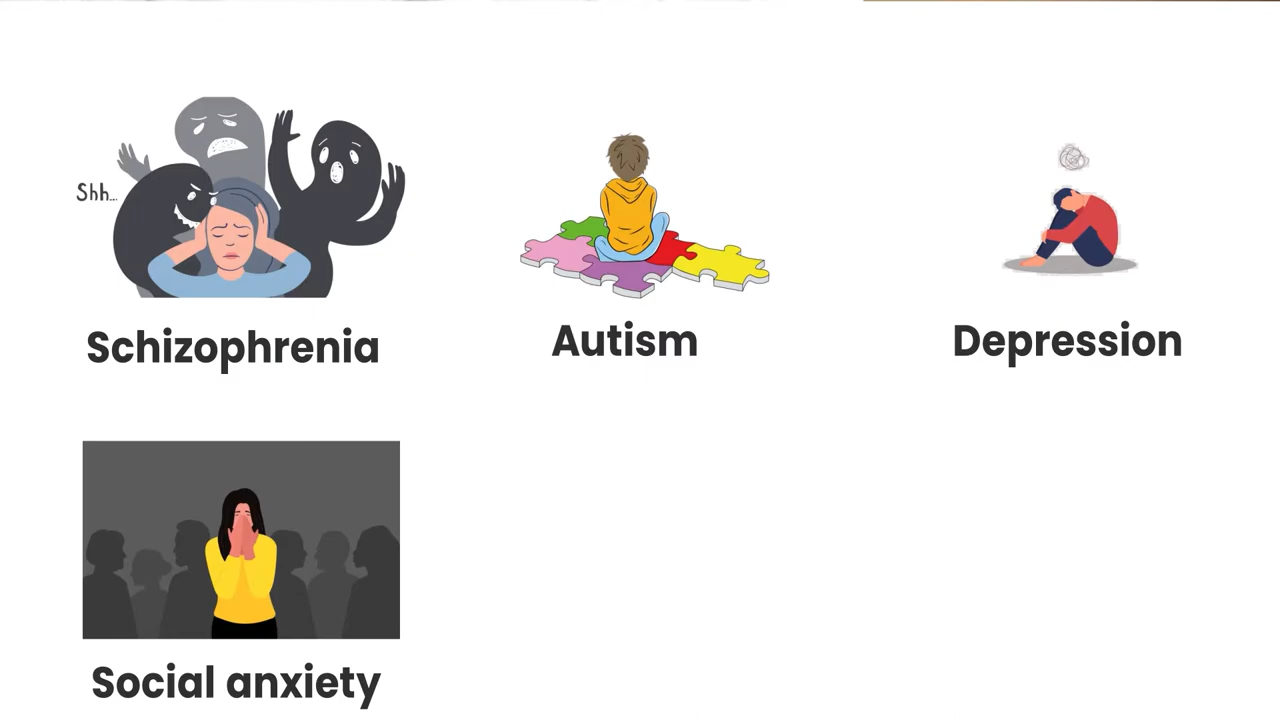 Shh...
Schizophrenia
Autism
Depression
Social anxiety